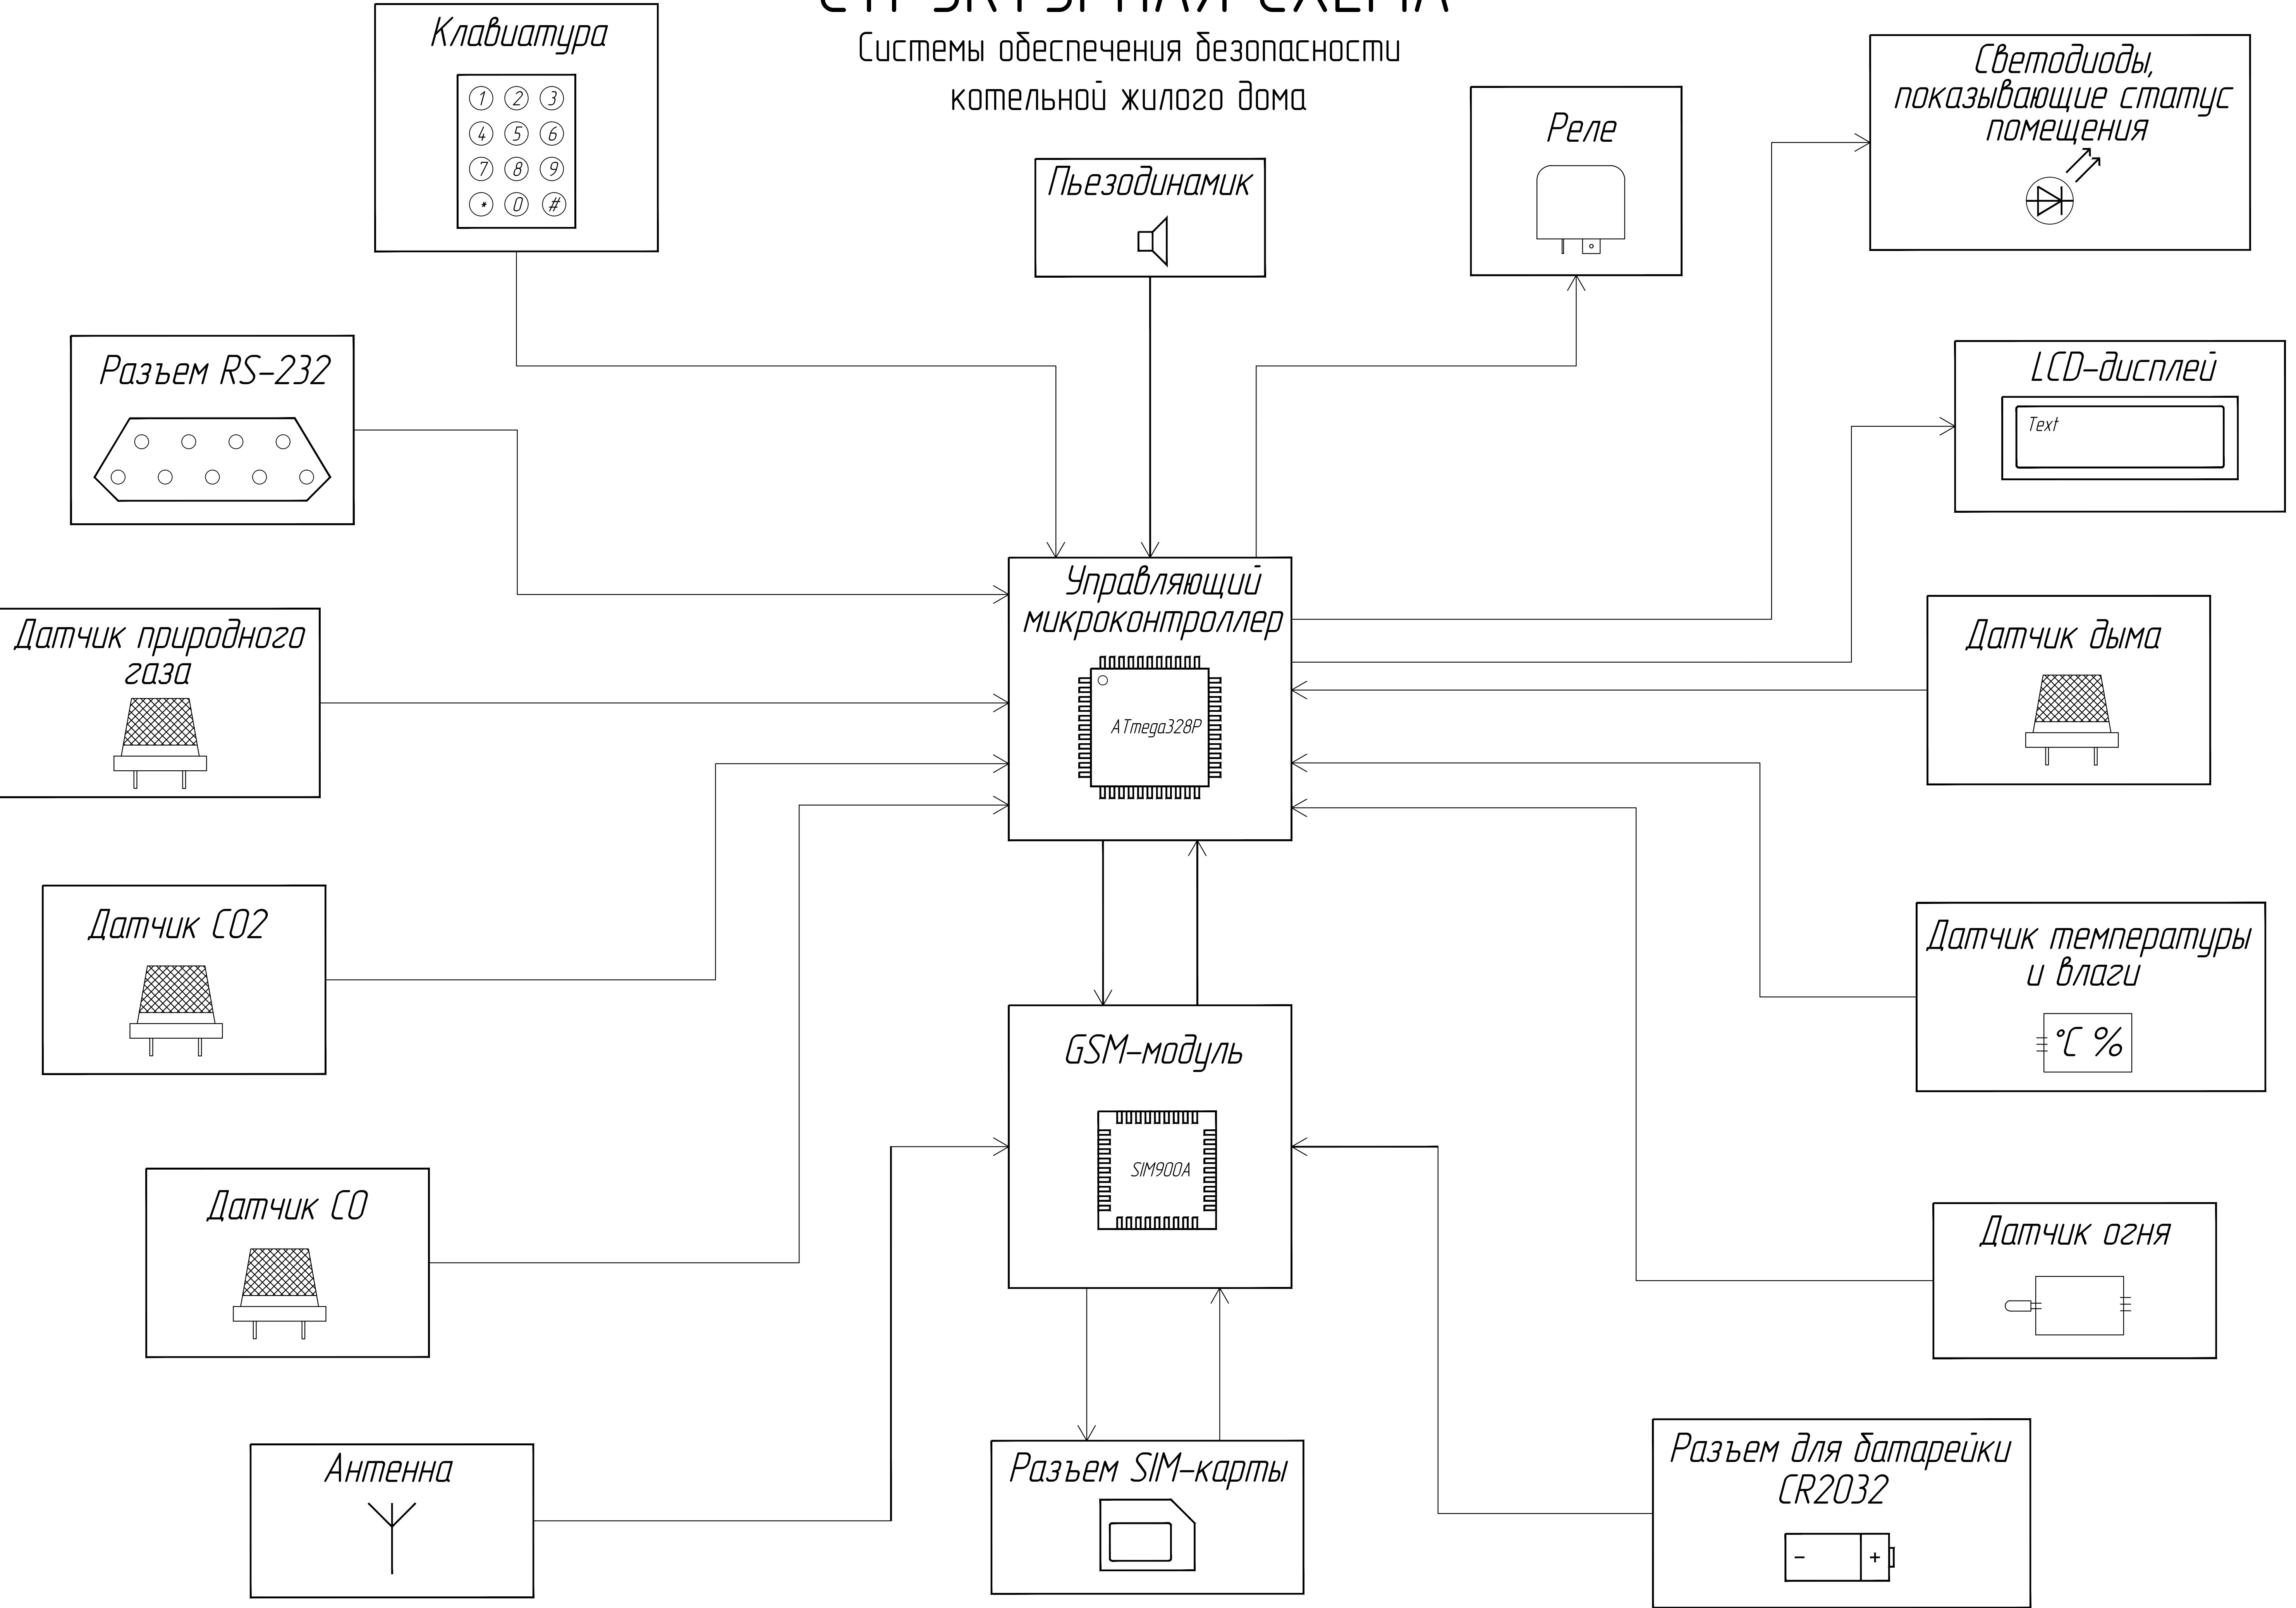 СТРУКТУРНАЯ СХЕМА
Системы обеспечения безопасности
котельной жилого дома
Клавиатура
1 2 3
4 5 6
7 8 9
* 0 #
Пьезодинамик
Реле
Светодиоды,
показывающие статус
помещения
Разъем RS-232
LCD-дисплей
Text
Управляющий
микроконтроллер
ATmega328P
Датчик природного
газа
Датчик дыма
Датчик CO2
Датчик температуры
и влаги
°C %
GSM-модуль
SIM900A
Датчик CO
Датчик огня
Антенна
Разъем SIM-карты
Разъем для батарейки
CR2032
- +